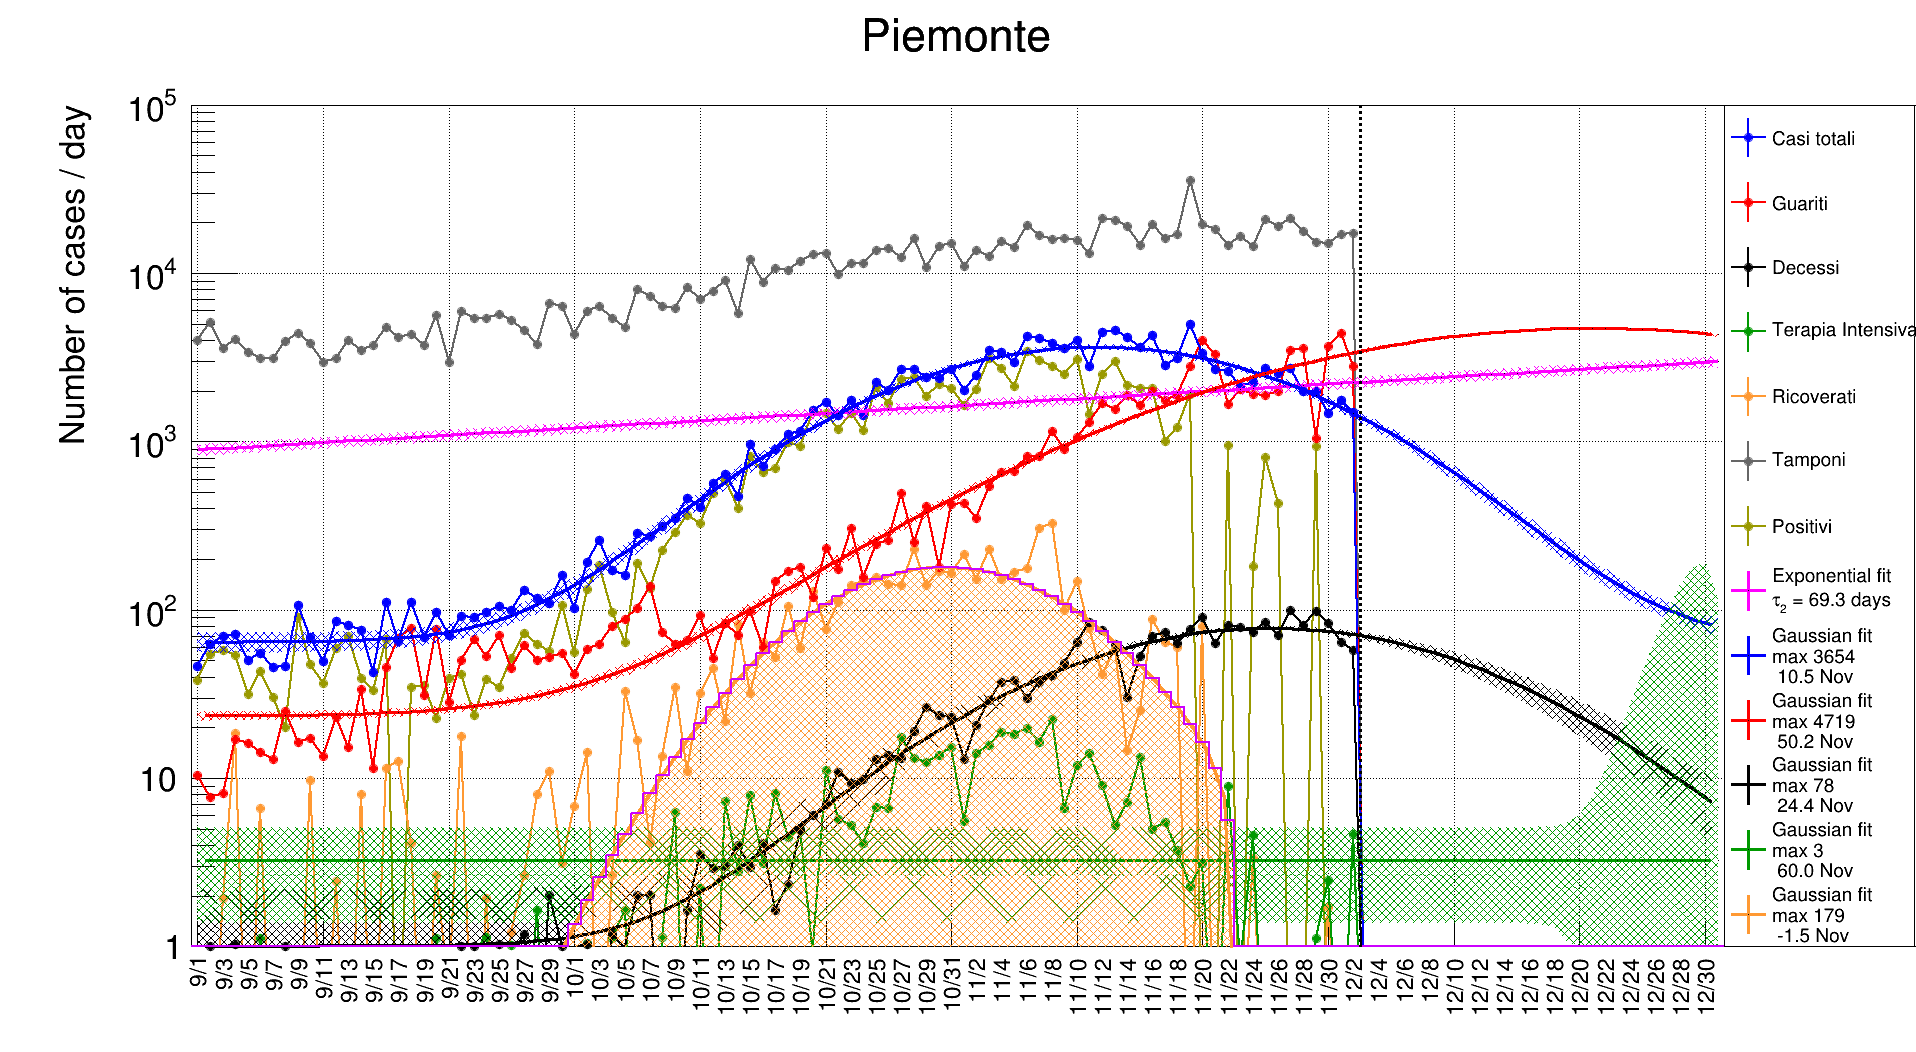 Piemonte
Number of cases / day
10^5
10^4
10^3
10^2
10
1
9/1 9/3 9/5 9/7 9/9 9/11 9/13 9/15 9/17 9/19 9/21 9/23 9/25 9/27 9/29 10/1 10/3 10/5 10/7 10/9 10/11 10/13 10/15 10/17 10/19 10/21 10/23 10/25 10/27 10/29 10/31 11/2 11/4 11/6 11/8 11/10 11/12 11/14 11/16 11/18 11/20 11/22 11/24 11/26 11/28 11/30 12/2 12/4 12/6 12/8 12/10 12/12 12/14 12/16 12/18 12/20 12/22 12/24 12/26 12/28 12/30
Casi totali
Guariti
Decessi
Terapia Intensiva
Ricoverati
Tamponi
Positivi
Exponential fit
τ2 = 69.3 days
Gaussian fit
max 3654
10.5 Nov
Gaussian fit
max 4719
50.2 Nov
Gaussian fit
max 78
24.4 Nov
Gaussian fit
max 3
60.0 Nov
Gaussian fit
max 179
-1.5 Nov